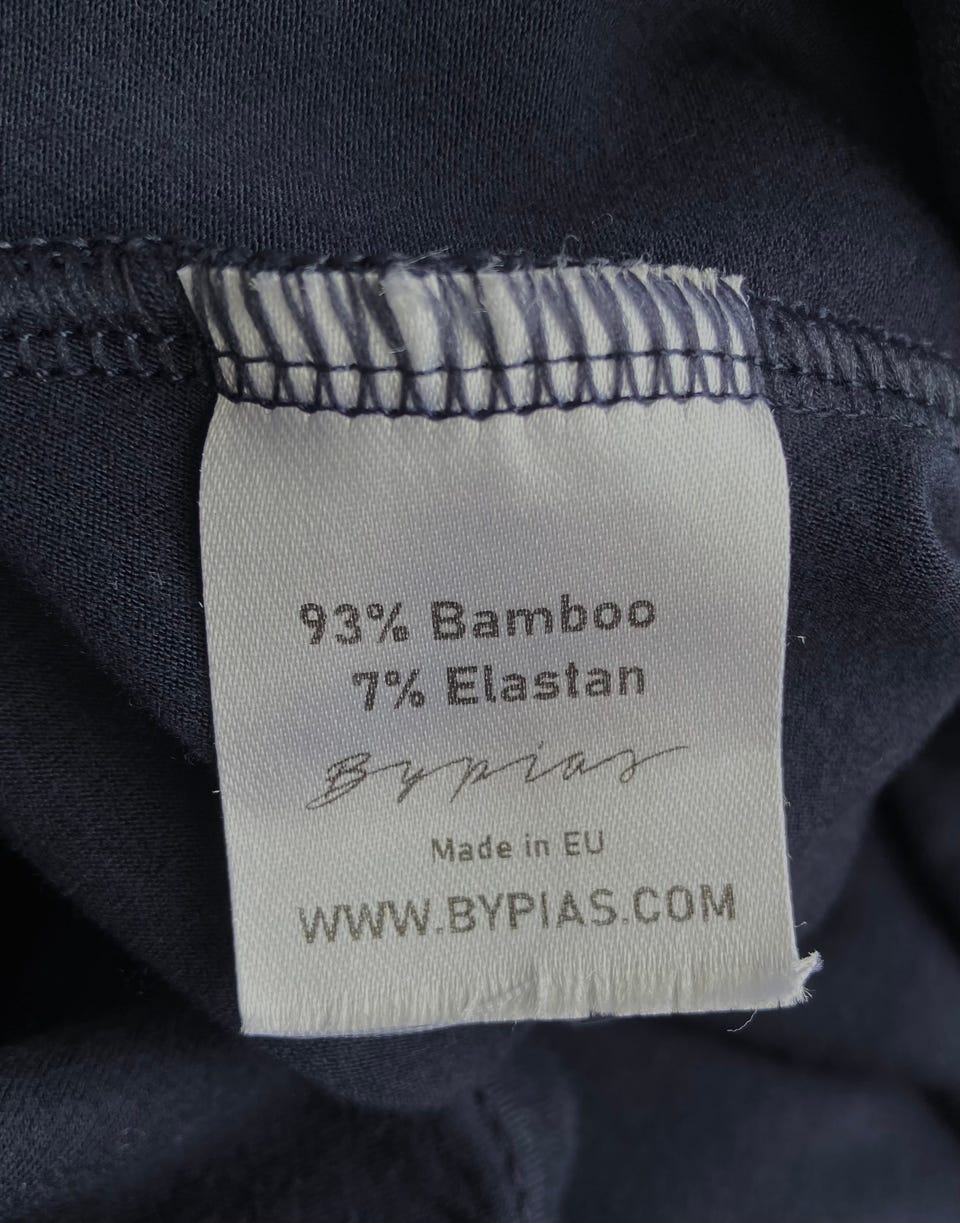 93% Bamboo
7% Elastan
Bypias
Made in EU
WWW.BYPIAS.COM